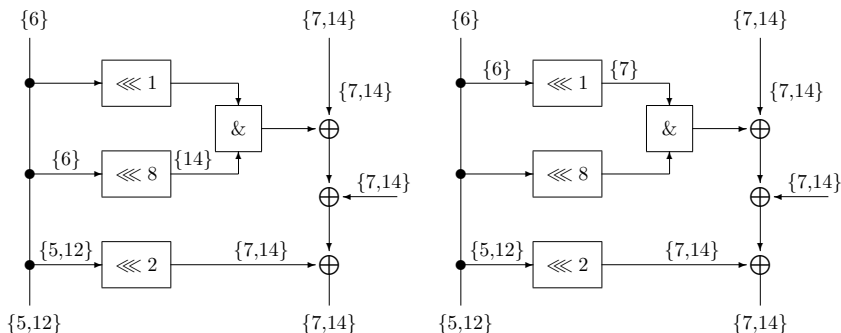 {6} {7,14} {6} {7,14}
{6} {7}
⋘ 1 ⋘ 1
{7,14} {7,14}
& &
{6} {14}
⋘ 8 ⋘ 8
{7,14} {7,14}
{5,12} {7,14} {5,12} {7,14}
⋘ 2 ⋘ 2
{5,12} {7,14} {5,12} {7,14}